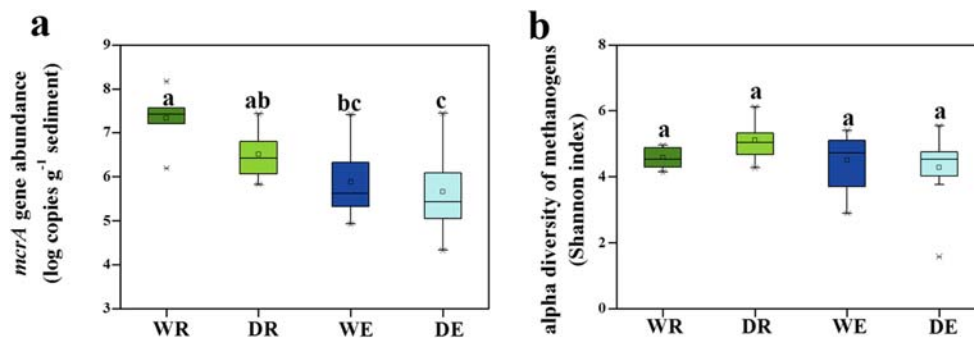 a
mcrA gene abundance
(log copies g⁻¹ sediment)
9
8
7
6
5
4
3
a
ab
bc
c
WR DR WE DE
b
alpha diversity of methanogens
(Shannon index)
8
6
4
2
0
a
a
a
a
WR DR WE DE